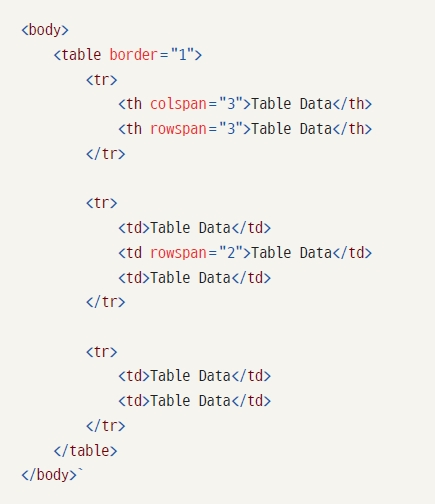 <body>
<table border="1">
<tr>
<th colspan="3">Table Data</th>
<th rowspan="3">Table Data</th>
</tr>
<tr>
<td>Table Data</td>
<td rowspan="2">Table Data</td>
<td>Table Data</td>
</tr>
<tr>
<td>Table Data</td>
<td>Table Data</td>
</tr>
</table>
</body>`